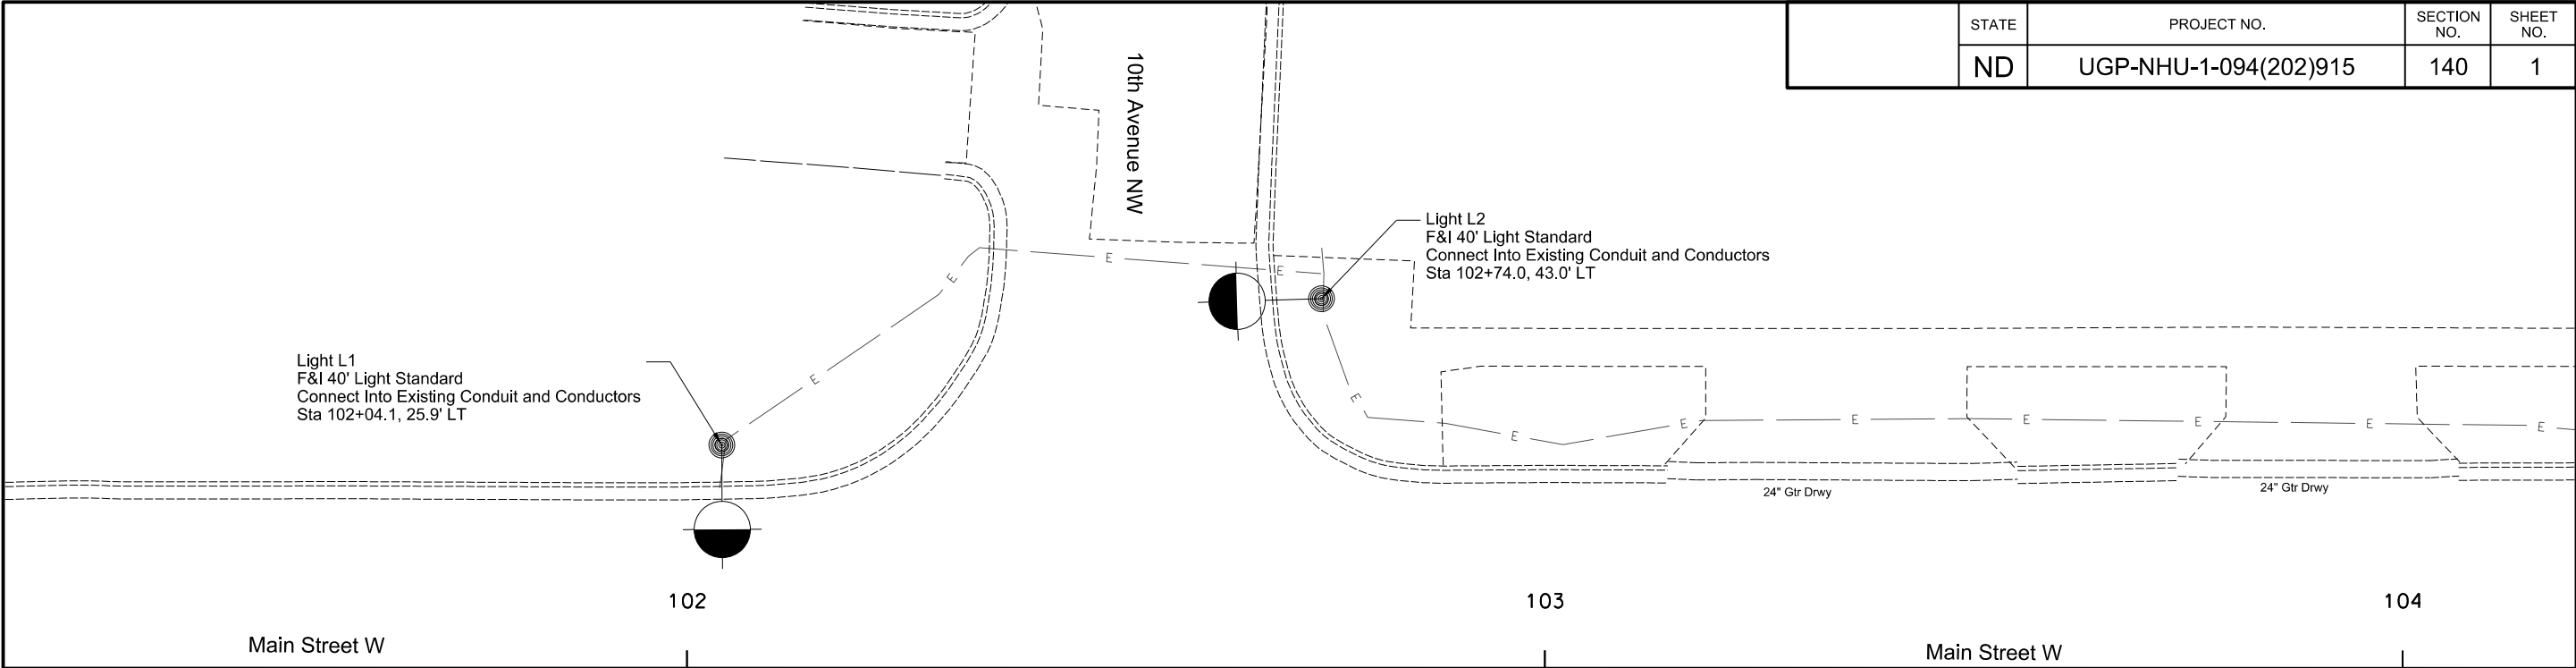 STATE
PROJECT NO.
SECTION NO.
SHEET NO.
ND
UGP-NHU-1-094(202)915
140
1
10th Avenue NW
Light L2
F&I 40' Light Standard
Connect Into Existing Conduit and Conductors
Sta 102+74.0, 43.0' LT
E
E
E
E
Light L1
F&I 40' Light Standard
Connect Into Existing Conduit and Conductors
Sta 102+04.1, 25.9' LT
E
E
E
E
E
E
E
E
E
24" Gtr Drwy
24" Gtr Drwy
102
103
104
Main Street W
Main Street W